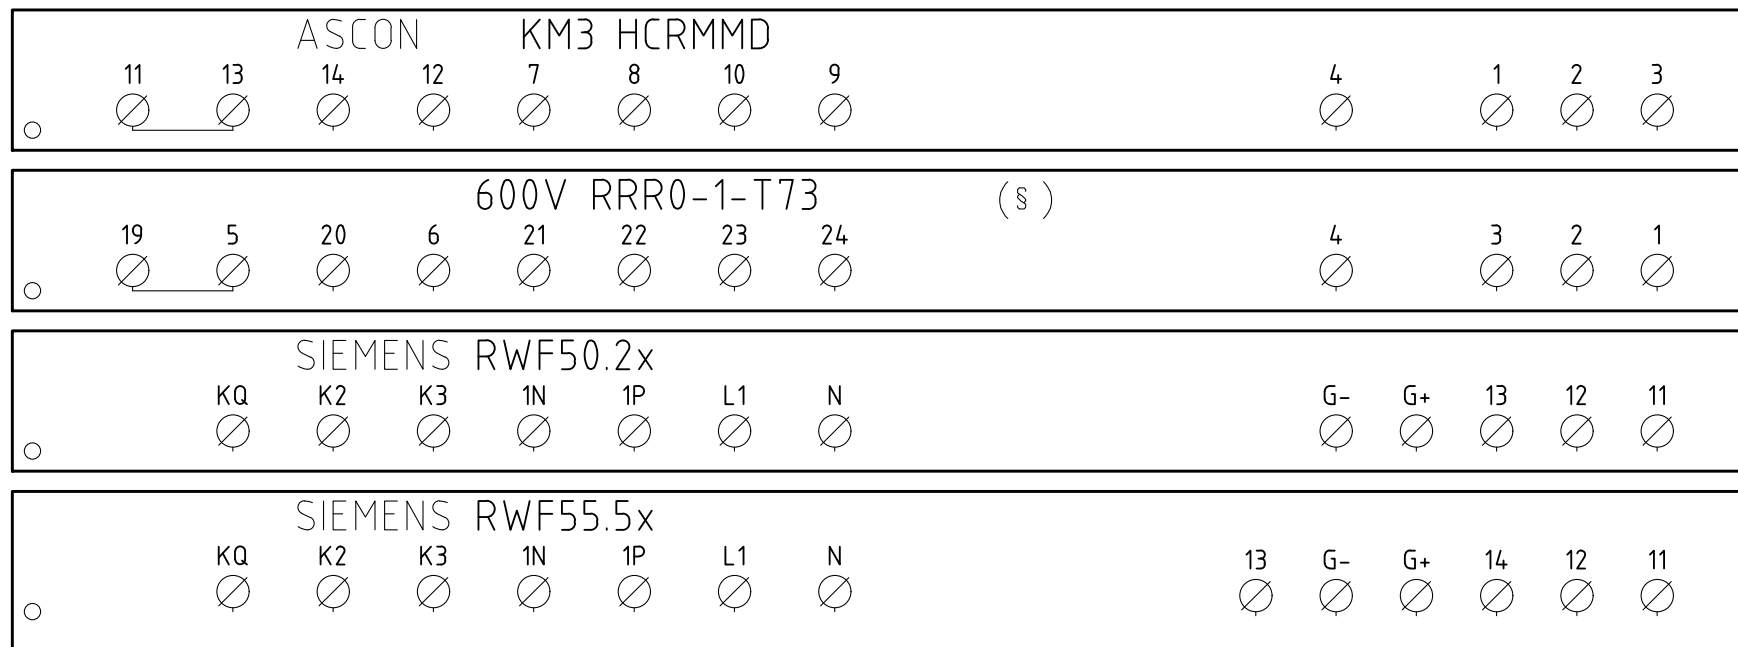 ASCON KM3 HCRMMD
11 13 14 12 7 8 10 9 4 1 2 3
600V RRR0-1-T73 (§)
19 5 20 6 21 22 23 24 4 3 2 1
SIEMENS RWF50.2x
KQ K2 K3 1N 1P L1 N G- G+ 13 12 11
SIEMENS RWF55.5x
KQ K2 K3 1N 1P L1 N 13 G- G+ 14 12 11